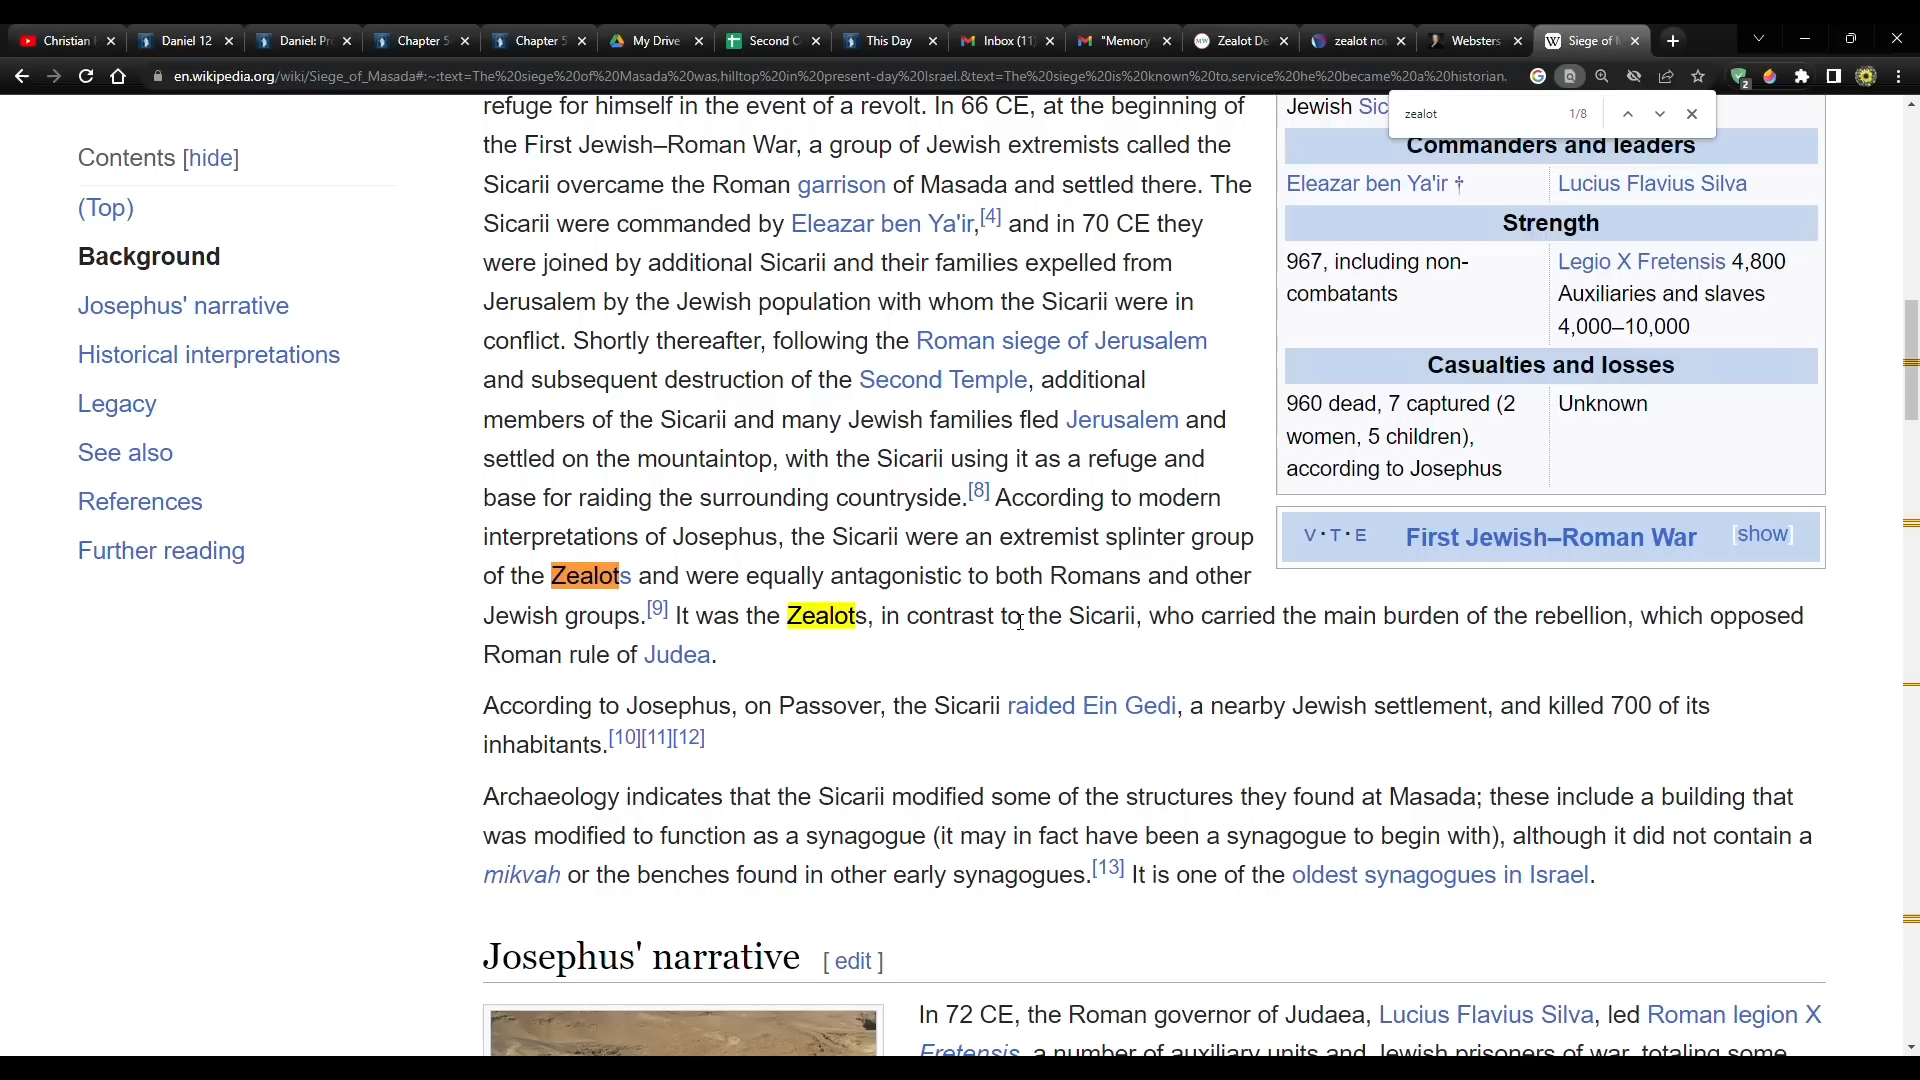 Christian
Daniel 12
Daniel: Pr
Chapter 5
Chapter 5
My Drive
Second C
This Day
Inbox (11
"Memory
Zealot De
zealot no
Websters
Siege of M
en.wikipedia.org/wiki/Siege_of_Masada#:~:text=The%20siege%20of%20Masada%20was,hilltop%20in%20present-day%20Israel.&text=The%20siege%20is%20known%20to,service%20he%20became%20a%20historian.
2
zealot 1/8
Contents [hide]
(Top)
Background
Josephus' narrative
Historical interpretations
Legacy
See also
References
Further reading
refuge for himself in the event of a revolt. In 66 CE, at the beginning of
the First Jewish–Roman War, a group of Jewish extremists called the
Sicarii overcame the Roman garrison of Masada and settled there. The
Sicarii were commanded by Eleazar ben Ya'ir,[4] and in 70 CE they
were joined by additional Sicarii and their families expelled from
Jerusalem by the Jewish population with whom the Sicarii were in
conflict. Shortly thereafter, following the Roman siege of Jerusalem
and subsequent destruction of the Second Temple, additional
members of the Sicarii and many Jewish families fled Jerusalem and
settled on the mountaintop, with the Sicarii using it as a refuge and
base for raiding the surrounding countryside.[8] According to modern
interpretations of Josephus, the Sicarii were an extremist splinter group
of the Zealots and were equally antagonistic to both Romans and other
Jewish groups.[9] It was the Zealots, in contrast to the Sicarii, who carried the main burden of the rebellion, which opposed
Roman rule of Judea.
According to Josephus, on Passover, the Sicarii raided Ein Gedi, a nearby Jewish settlement, and killed 700 of its
inhabitants.[10][11][12]
Archaeology indicates that the Sicarii modified some of the structures they found at Masada; these include a building that
was modified to function as a synagogue (it may in fact have been a synagogue to begin with), although it did not contain a
mikvah or the benches found in other early synagogues.[13] It is one of the oldest synagogues in Israel.
Josephus' narrative [ edit ]
In 72 CE, the Roman governor of Judaea, Lucius Flavius Silva, led Roman legion X
Fretensis, a number of auxiliary units and Jewish prisoners of war, totaling some
Jewish Sic
Commanders and leaders
Eleazar ben Ya'ir †
Lucius Flavius Silva
Strength
967, including non-
combatants
Legio X Fretensis 4,800
Auxiliaries and slaves
4,000–10,000
Casualties and losses
960 dead, 7 captured (2
women, 5 children),
according to Josephus
Unknown
V · T · E First Jewish–Roman War [show]